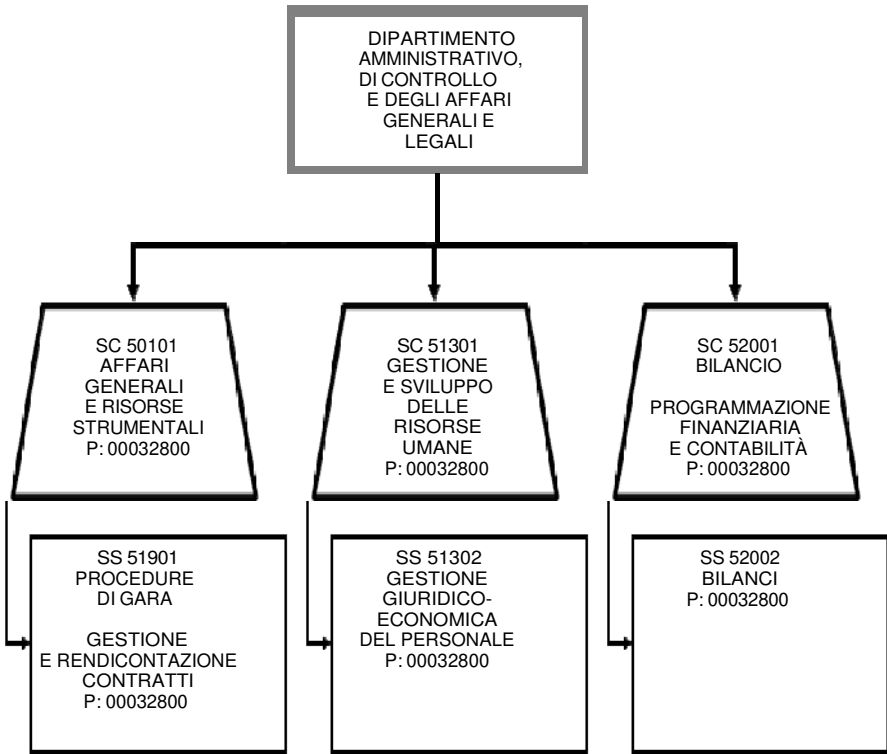 DIPARTIMENTO
AMMINISTRATIVO,
DI CONTROLLO
E DEGLI AFFARI
GENERALI E
LEGALI
SC 50101
AFFARI
GENERALI
E RISORSE
STRUMENTALI
P: 00032800
SC 51301
GESTIONE
E SVILUPPO
DELLE
RISORSE
UMANE
P: 00032800
SC 52001
BILANCIO
PROGRAMMAZIONE
FINANZIARIA
E CONTABILITÀ
P: 00032800
SS 51901
PROCEDURE
DI GARA
GESTIONE
E RENDICONTAZIONE
CONTRATTI
P: 00032800
SS 51302
GESTIONE
GIURIDICO-
ECONOMICA
DEL PERSONALE
P: 00032800
SS 52002
BILANCI
P: 00032800